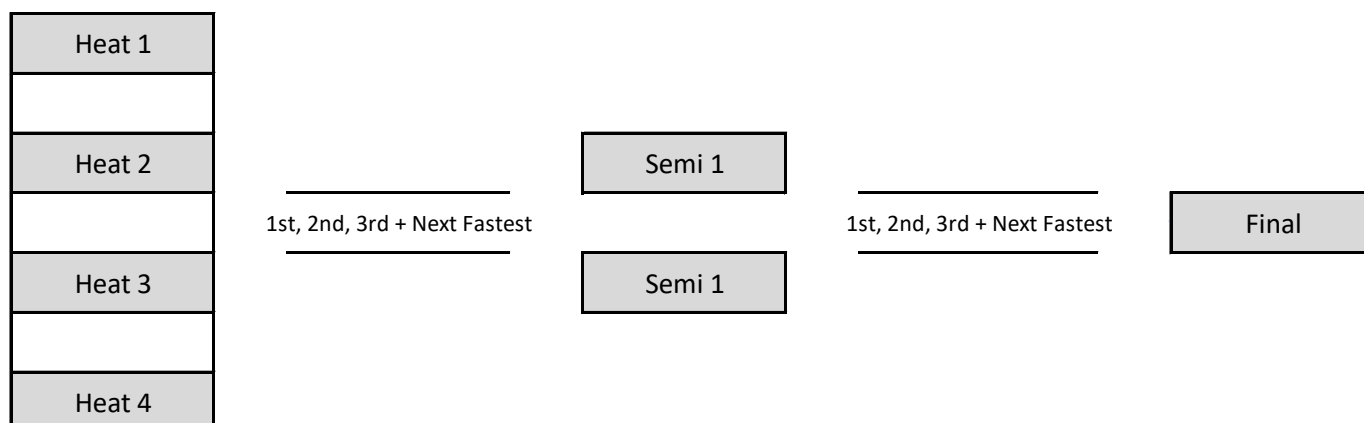 Heat 1
Heat 2
Semi 1
1st, 2nd, 3rd + Next Fastest
1st, 2nd, 3rd + Next Fastest
Final
Heat 3
Semi 1
Heat 4